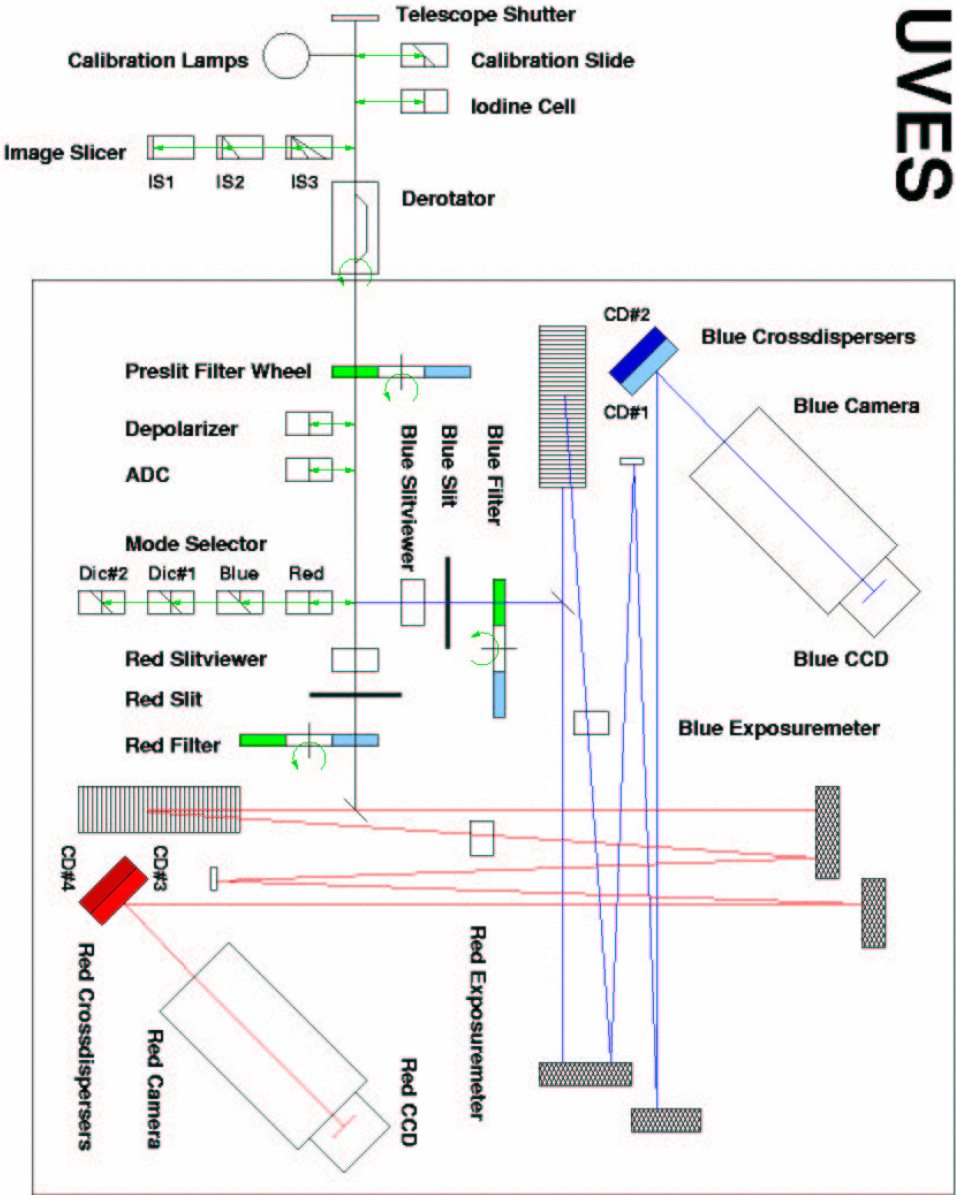 UVES
Telescope Shutter
Calibration Lamps
Calibration Slide
Iodine Cell
Image Slicer
IS1
IS2
IS3
Derotator
CD#2
Blue Crossdispersers
Preslit Filter Wheel
CD#1
Blue Camera
Depolarizer
ADC
Blue Slitviewer
Blue Slit
Blue Filter
Mode Selector
Dic#2
Dic#1
Blue
Red
Red Slitviewer
Blue CCD
Red Slit
Blue Exposuremeter
Red Filter
CD#4
CD#3
Red Crossdispersers
Red Camera
Red CCD
Red Exposuremeter